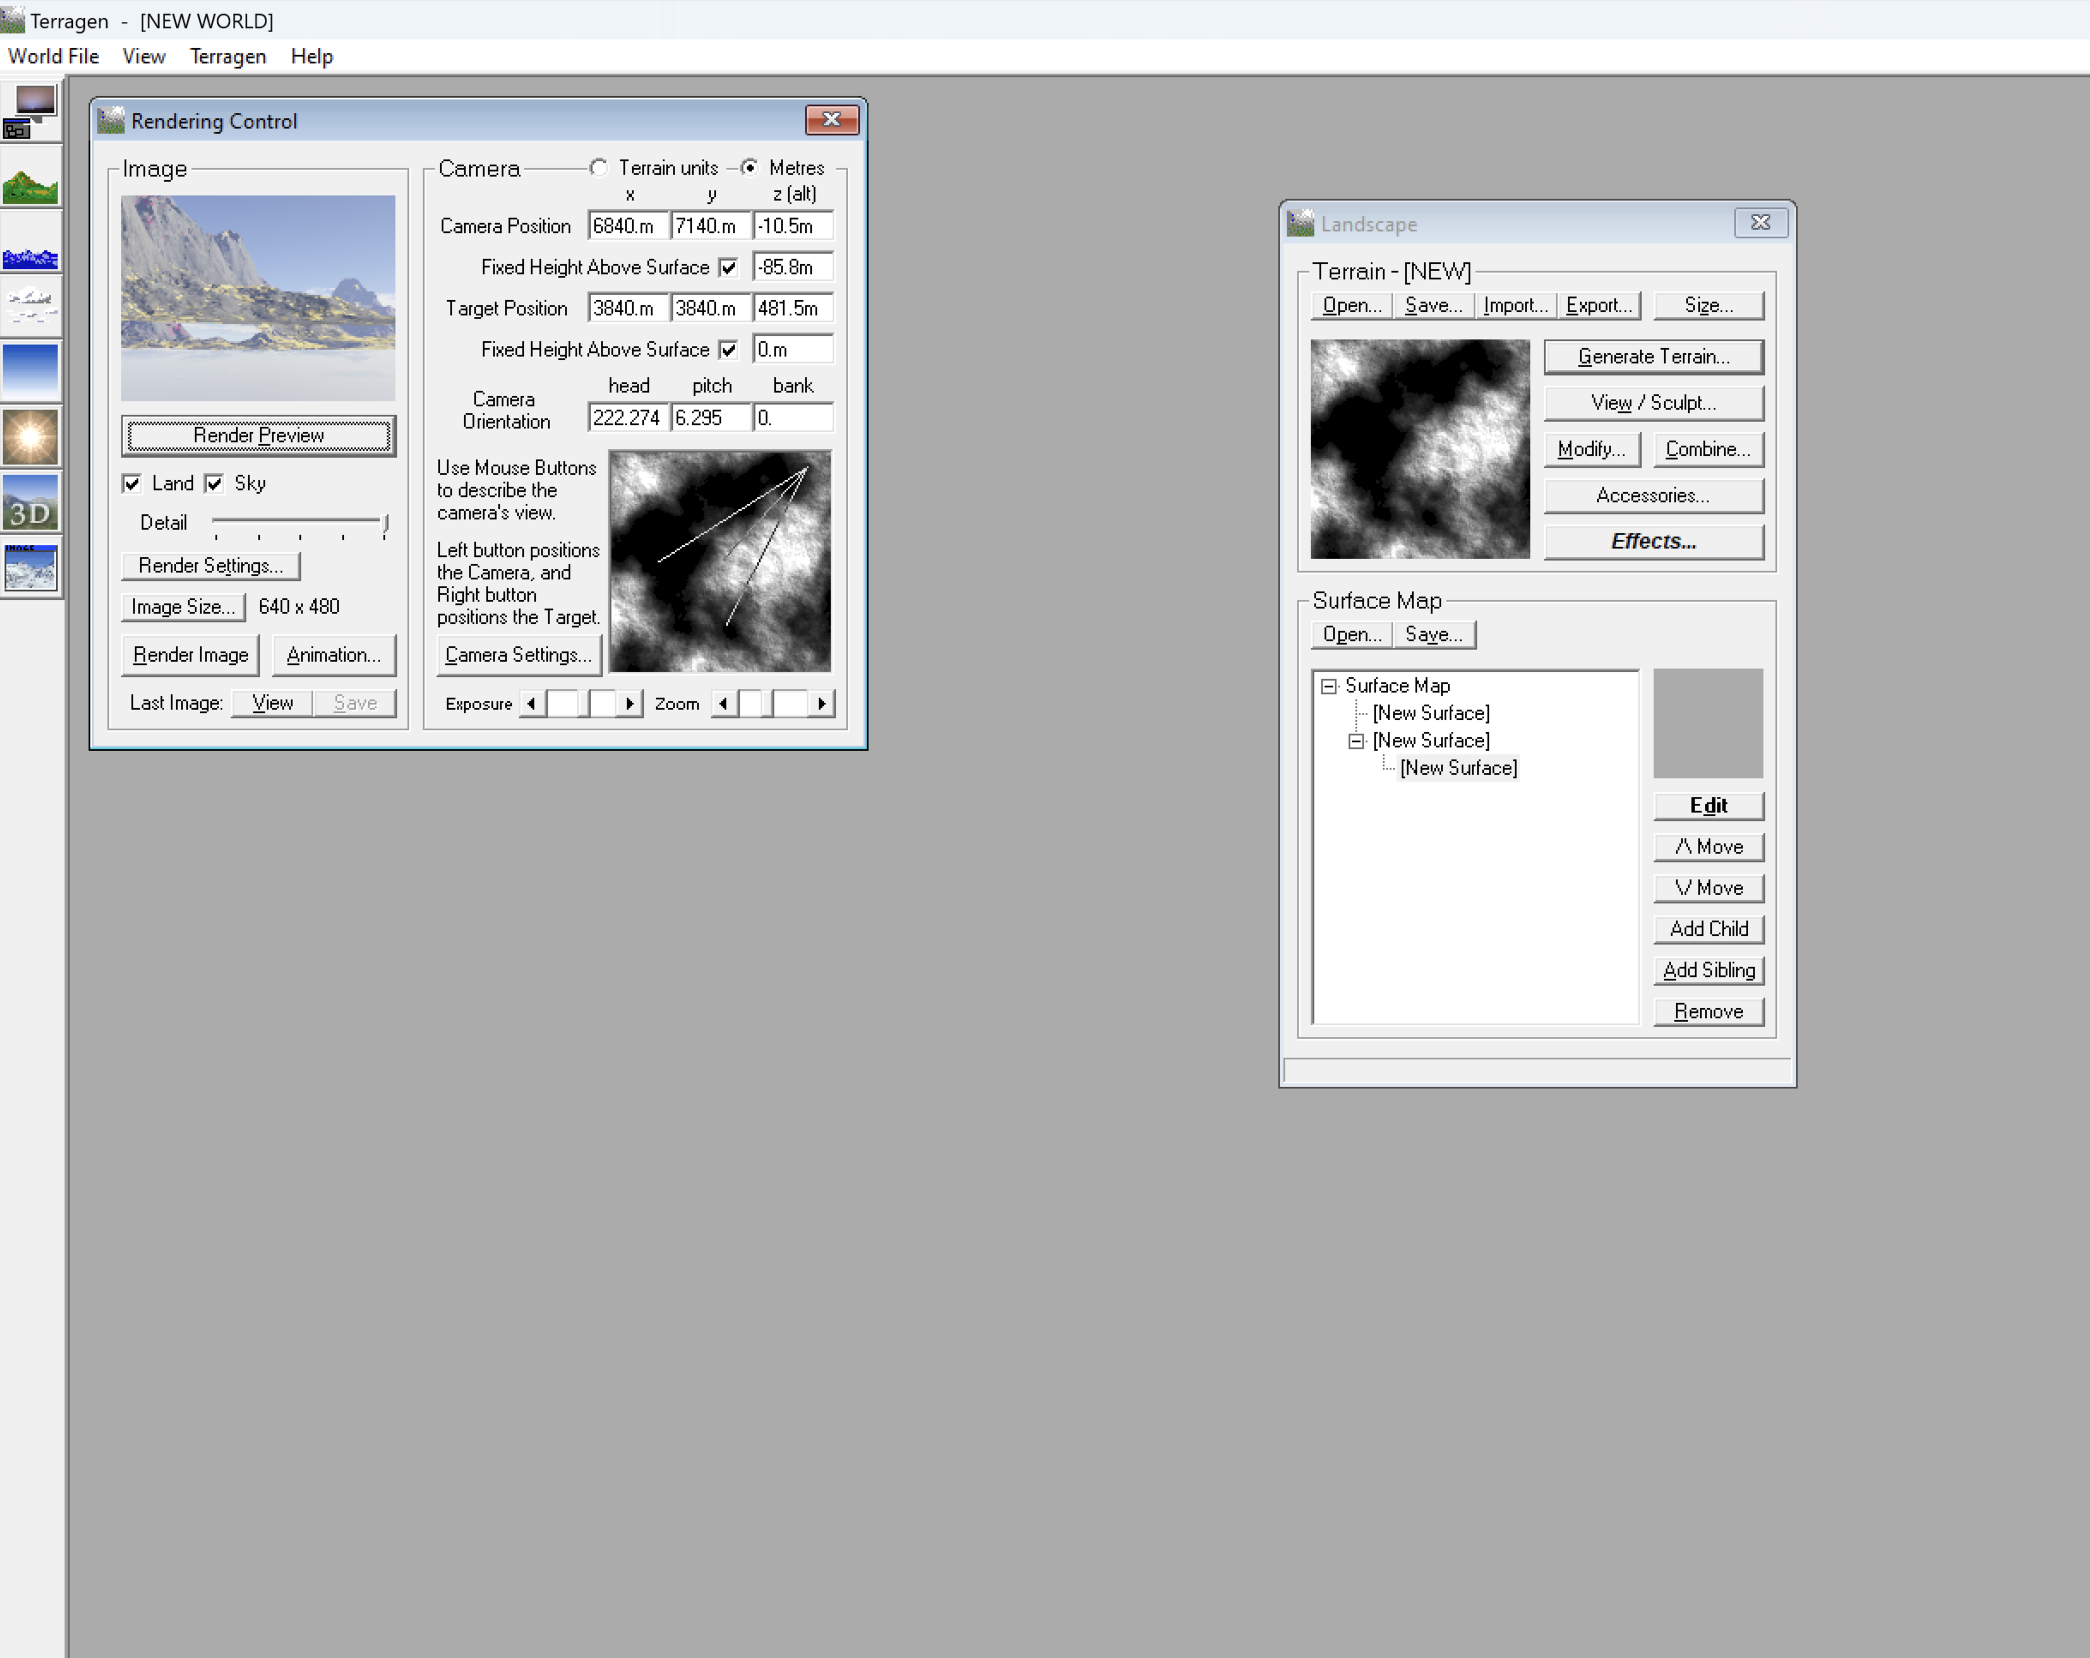 Terragen - [NEW WORLD]
World File View Terragen Help
Rendering Control
Image
Render Preview
Land Sky
Detail
Render Settings...
Image Size... 640 x 480
Render Image Animation...
Last Image: View Save
Camera Terrain units Metres
x y z (alt)
Camera Position 6840.m 7140.m -10.5m
Fixed Height Above Surface -85.8m
Target Position 3840.m 3840.m 481.5m
Fixed Height Above Surface 0.m
head pitch bank
Camera
Orientation 222.274 6.295 0.
Use Mouse Buttons
to describe the
camera's view.
Left button positions
the Camera, and
Right button
positions the Target.
Camera Settings...
Exposure Zoom
3D
IMAGE
Landscape
Terrain - [NEW]
Open... Save... Import... Export... Size...
Generate Terrain...
View / Sculpt...
Modify... Combine...
Accessories...
Effects...
Surface Map
Open... Save...
Surface Map
[New Surface]
[New Surface]
[New Surface]
Edit
/\ Move
\/ Move
Add Child
Add Sibling
Remove